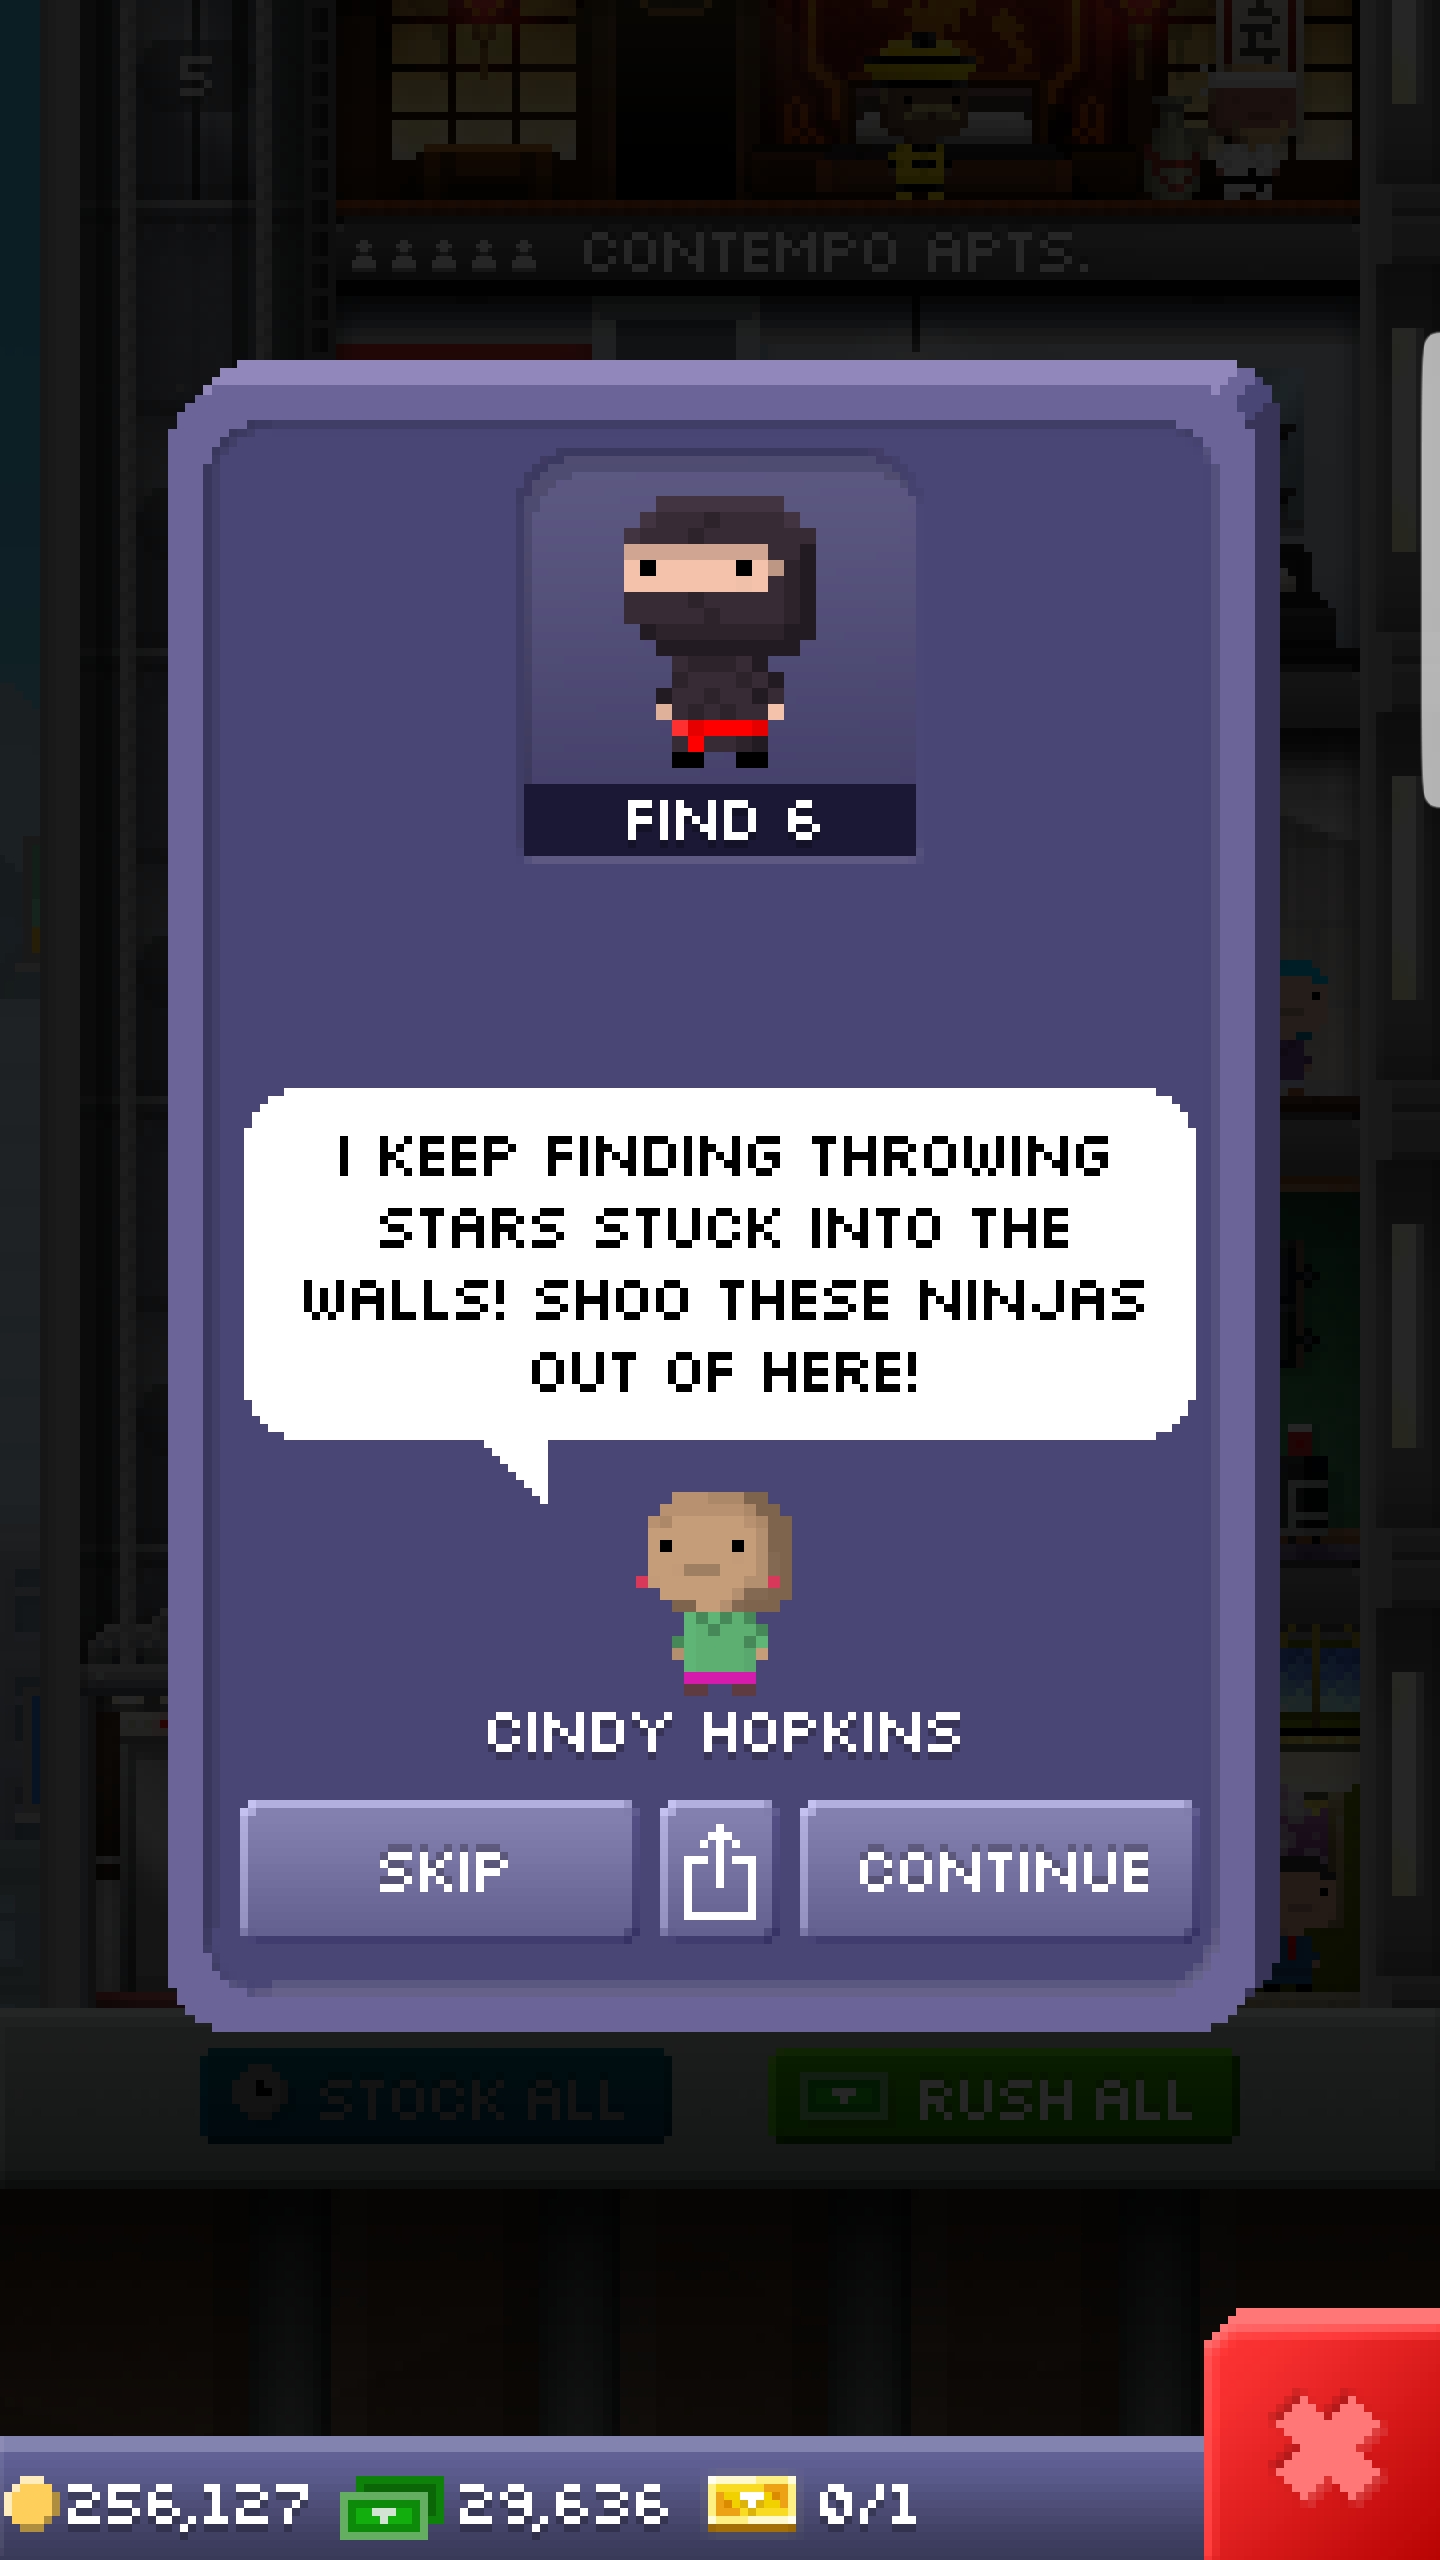 5
CONTEMPO APTS.
FIND 6
I KEEP FINDING THROWING
STARS STUCK INTO THE
WALLS! SHOO THESE NINJAS
OUT OF HERE!
CINDY HOPKINS
SKIP
CONTINUE
STOCK ALL
RUSH ALL
256,127
29,636
0/1